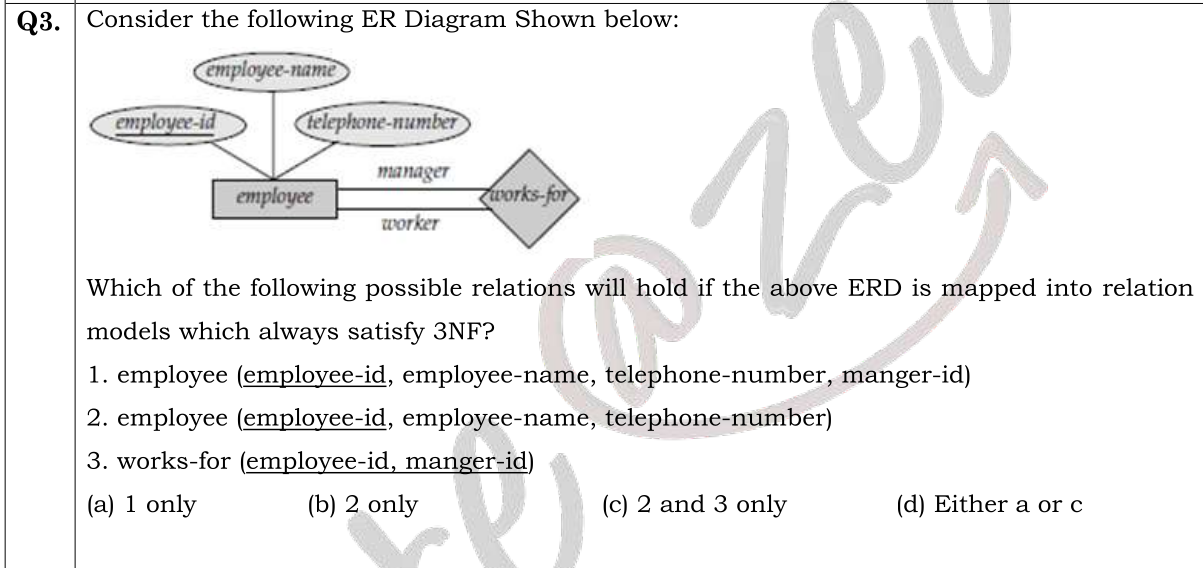 Q3. Consider the following ER Diagram Shown below:
employee-name
employee-id telephone-number
manager
employee works-for
worker
Which of the following possible relations will hold if the above ERD is mapped into relation
models which always satisfy 3NF?
1. employee (employee-id, employee-name, telephone-number, manger-id)
2. employee (employee-id, employee-name, telephone-number)
3. works-for (employee-id, manger-id)
(a) 1 only (b) 2 only (c) 2 and 3 only (d) Either a or c